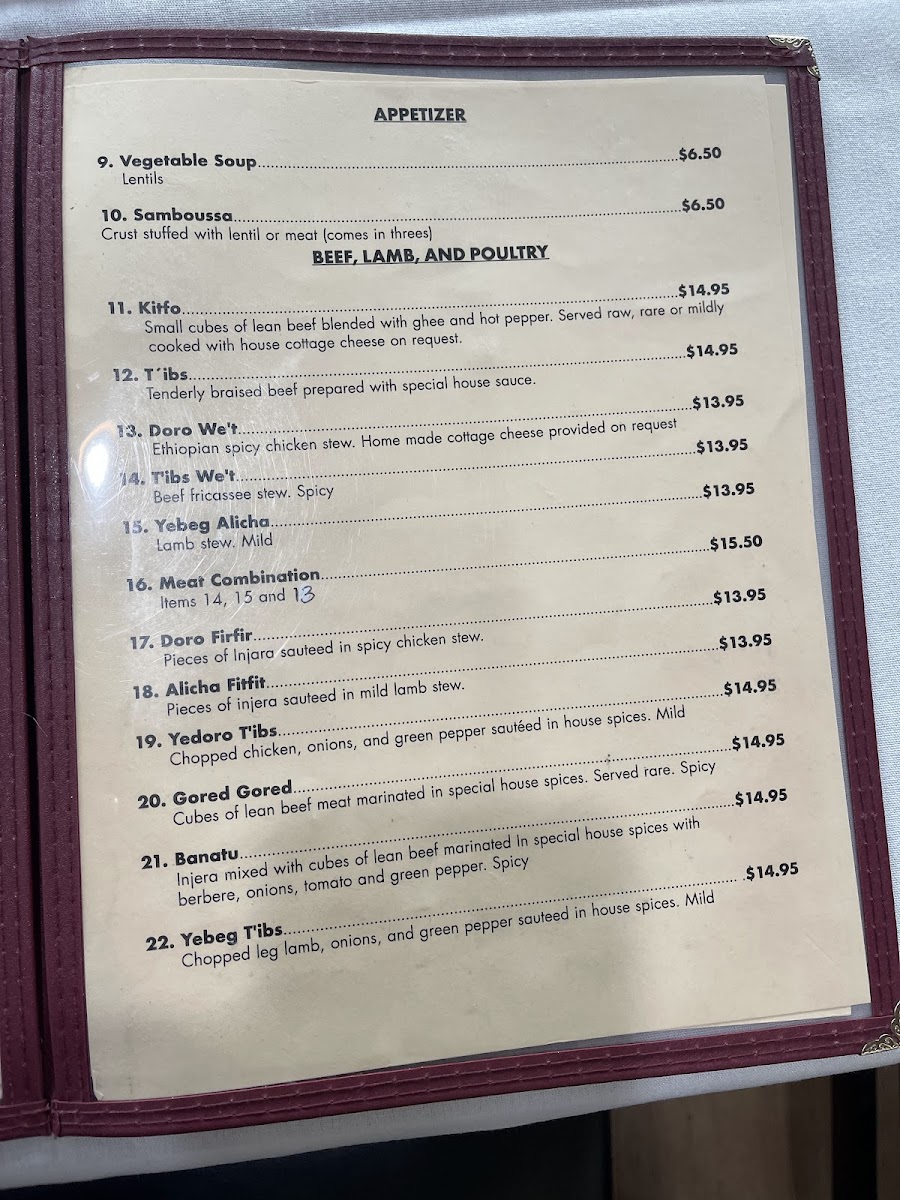 APPETIZER
9. Vegetable Soup..........$6.50
Lentils
10. Samboussa..........$6.50
Crust stuffed with lentil or meat (comes in threes)
BEEF, LAMB, AND POULTRY
11. Kitfo..........$14.95
Small cubes of lean beef blended with ghee and hot pepper. Served raw, rare or mildly
cooked with house cottage cheese on request.
12. T´ibs..........$14.95
Tenderly braised beef prepared with special house sauce.
13. Doro We't..........$13.95
Ethiopian spicy chicken stew. Home made cottage cheese provided on request
14. T'ibs We't..........$13.95
Beef fricassee stew. Spicy
15. Yebeg Alicha..........$13.95
Lamb stew. Mild
16. Meat Combination..........$15.50
Items 14, 15 and 13
17. Doro Firfir..........$13.95
Pieces of Injara sauteed in spicy chicken stew.
18. Alicha Fitfit..........$13.95
Pieces of injera sauteed in mild lamb stew.
19. Yedoro T'ibs..........$14.95
Chopped chicken, onions, and green pepper sautéed in house spices. Mild
20. Gored Gored..........$14.95
Cubes of lean beef meat marinated in special house spices. Served rare. Spicy
21. Banatu..........$14.95
Injera mixed with cubes of lean beef marinated In special house spices with
berbere, onions, tomato and green pepper. Spicy
22. Yebeg T'ibs..........$14.95
Chopped leg lamb, onions, and green pepper sauteed in house spices. Mild